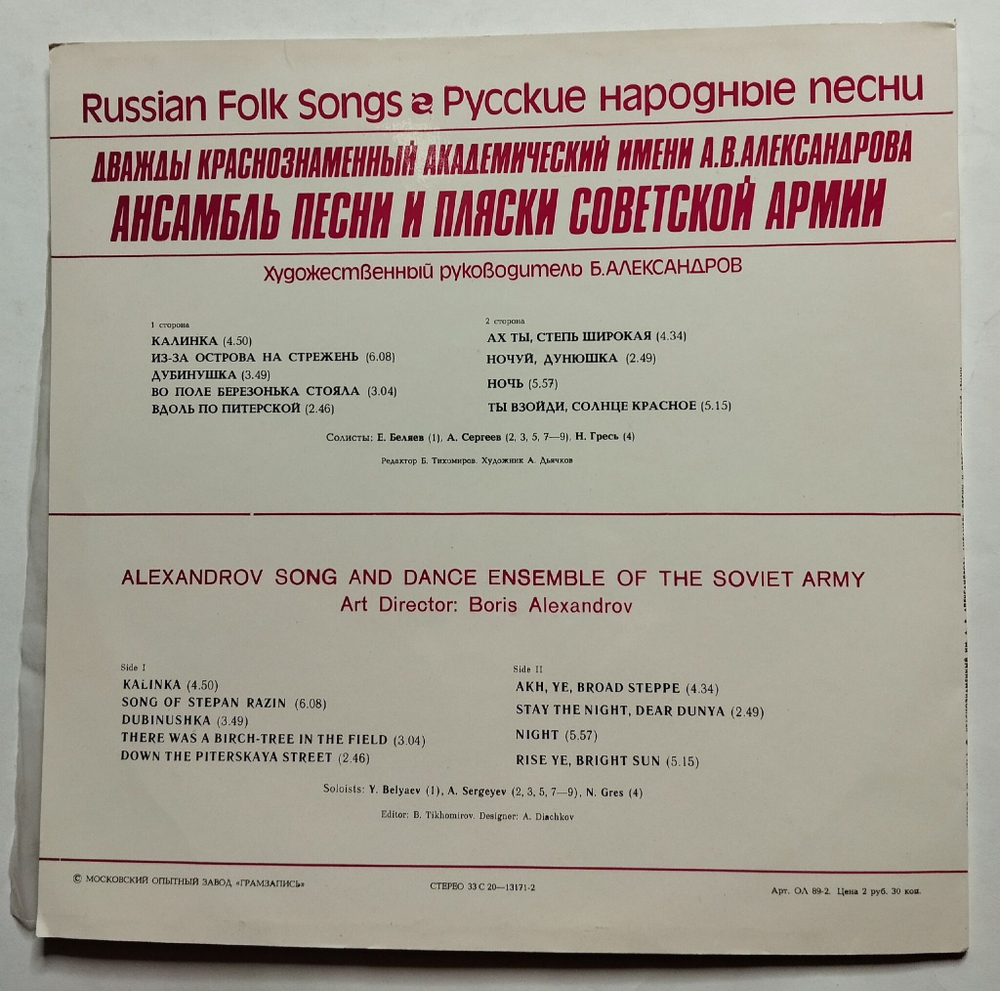 Russian Folk Songs Русские народные песни
ДВАЖДЫ КРАСНОЗНАМЕННЫЙ АКАДЕМИЧЕСКИЙ ИМЕНИ А.В.АЛЕКСАНДРОВА
АНСАМБЛЬ ПЕСНИ И ПЛЯСКИ СОВЕТСКОЙ АРМИИ
Художественный руководитель Б.АЛЕКСАНДРОВ
1 сторона
КАЛИНКА (4.50)
ИЗ-ЗА ОСТРОВА НА СТРЕЖЕНЬ (6.08)
ДУБИНУШКА (3.49)
ВО ПОЛЕ БЕРЕЗОНЬКА СТОЯЛА (3.04)
ВДОЛЬ ПО ПИТЕРСКОЙ (2.46)
2 сторона
АХ ТЫ, СТЕПЬ ШИРОКАЯ (4.34)
НОЧУЙ, ДУНЮШКА (2.49)
НОЧЬ (5.57)
ТЫ ВЗОЙДИ, СОЛНЦЕ КРАСНОЕ (5.15)
Солисты: Е. Беляев (1), А. Сергеев (2, 3, 5, 7—9), Н. Гресь (4)
Редактор Б. Тихомиров. Художник А. Дьячков
ALEXANDROV SONG AND DANCE ENSEMBLE OF THE SOVIET ARMY
Art Director: Boris Alexandrov
Side I
KALINKA (4.50)
SONG OF STEPAN RAZIN (6.08)
DUBINUSHKA (3.49)
THERE WAS A BIRCH-TREE IN THE FIELD (3.04)
DOWN THE PITERSKAYA STREET (2.46)
Side II
AKH, YE, BROAD STEPPE (4.34)
STAY THE NIGHT, DEAR DUNYA (2.49)
NIGHT (5.57)
RISE YE, BRIGHT SUN (5.15)
Soloists: Y. Belyaev (1), A. Sergeyev (2, 3, 5, 7—9), N. Gres (4)
Editor: B. Tikhomirov. Designer: A. Diachkov
© МОСКОВСКИЙ ОПЫТНЫЙ ЗАВОД «ГРАМЗАПИСЬ»
СТЕРЕО 33 С 20—13171-2
Арт. ОЛ 89-2. Цена 2 руб. 30 коп.